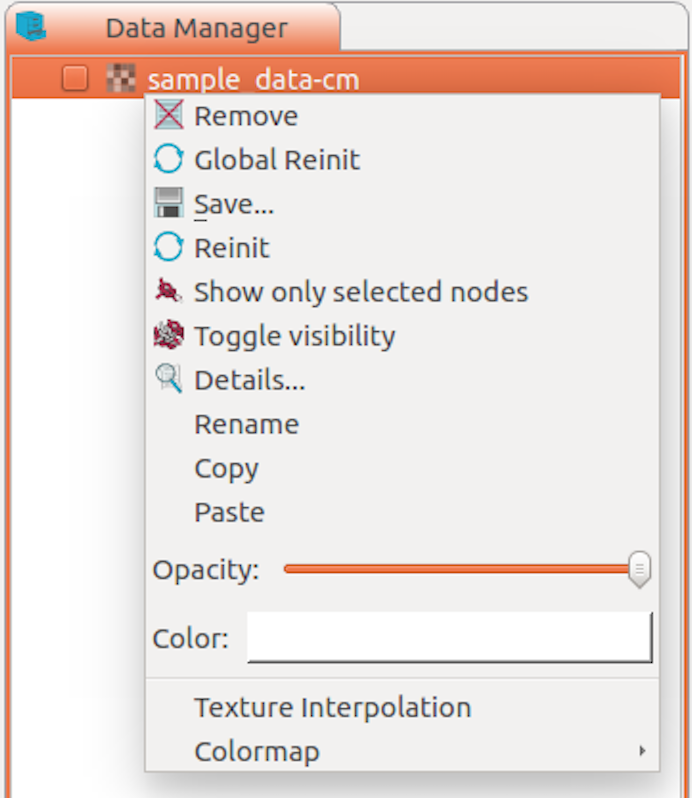 Data Manager
sample_data-cm
Remove
Global Reinit
Save...
Reinit
Show only selected nodes
Toggle visibility
Details...
Rename
Copy
Paste
Opacity:
Color:
Texture Interpolation
Colormap